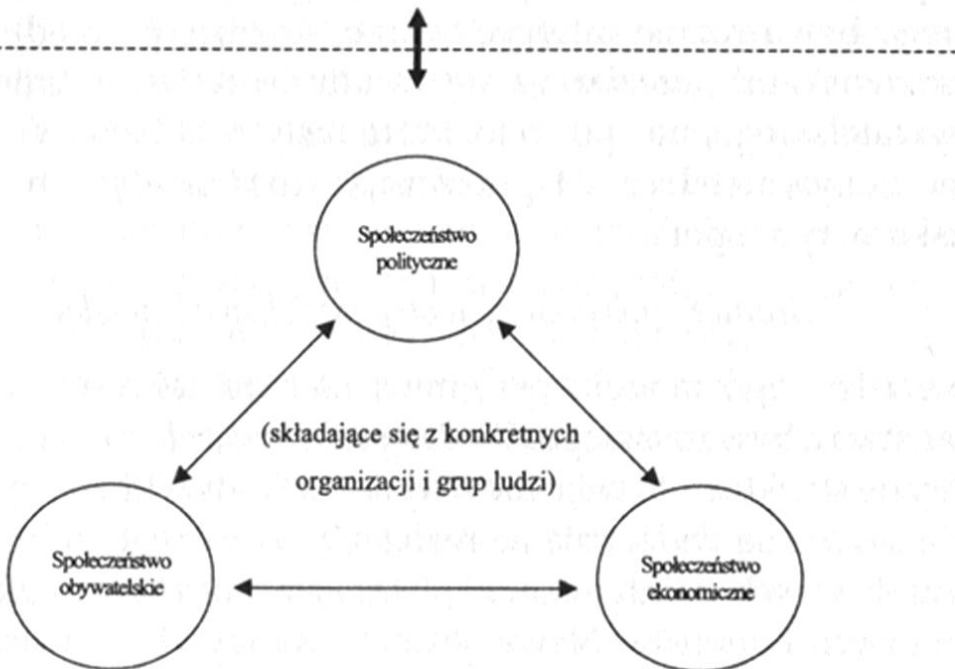 Społeczeństwo
polityczne
(składające się z konkretnych
organizacji i grup ludzi)
Społeczeństwo
obywatelskie
Społeczeństwo
ekonomiczne